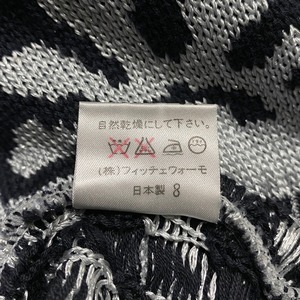 自然乾燥にして下さい。
(株)フィッチェウォーモ
日本製 8